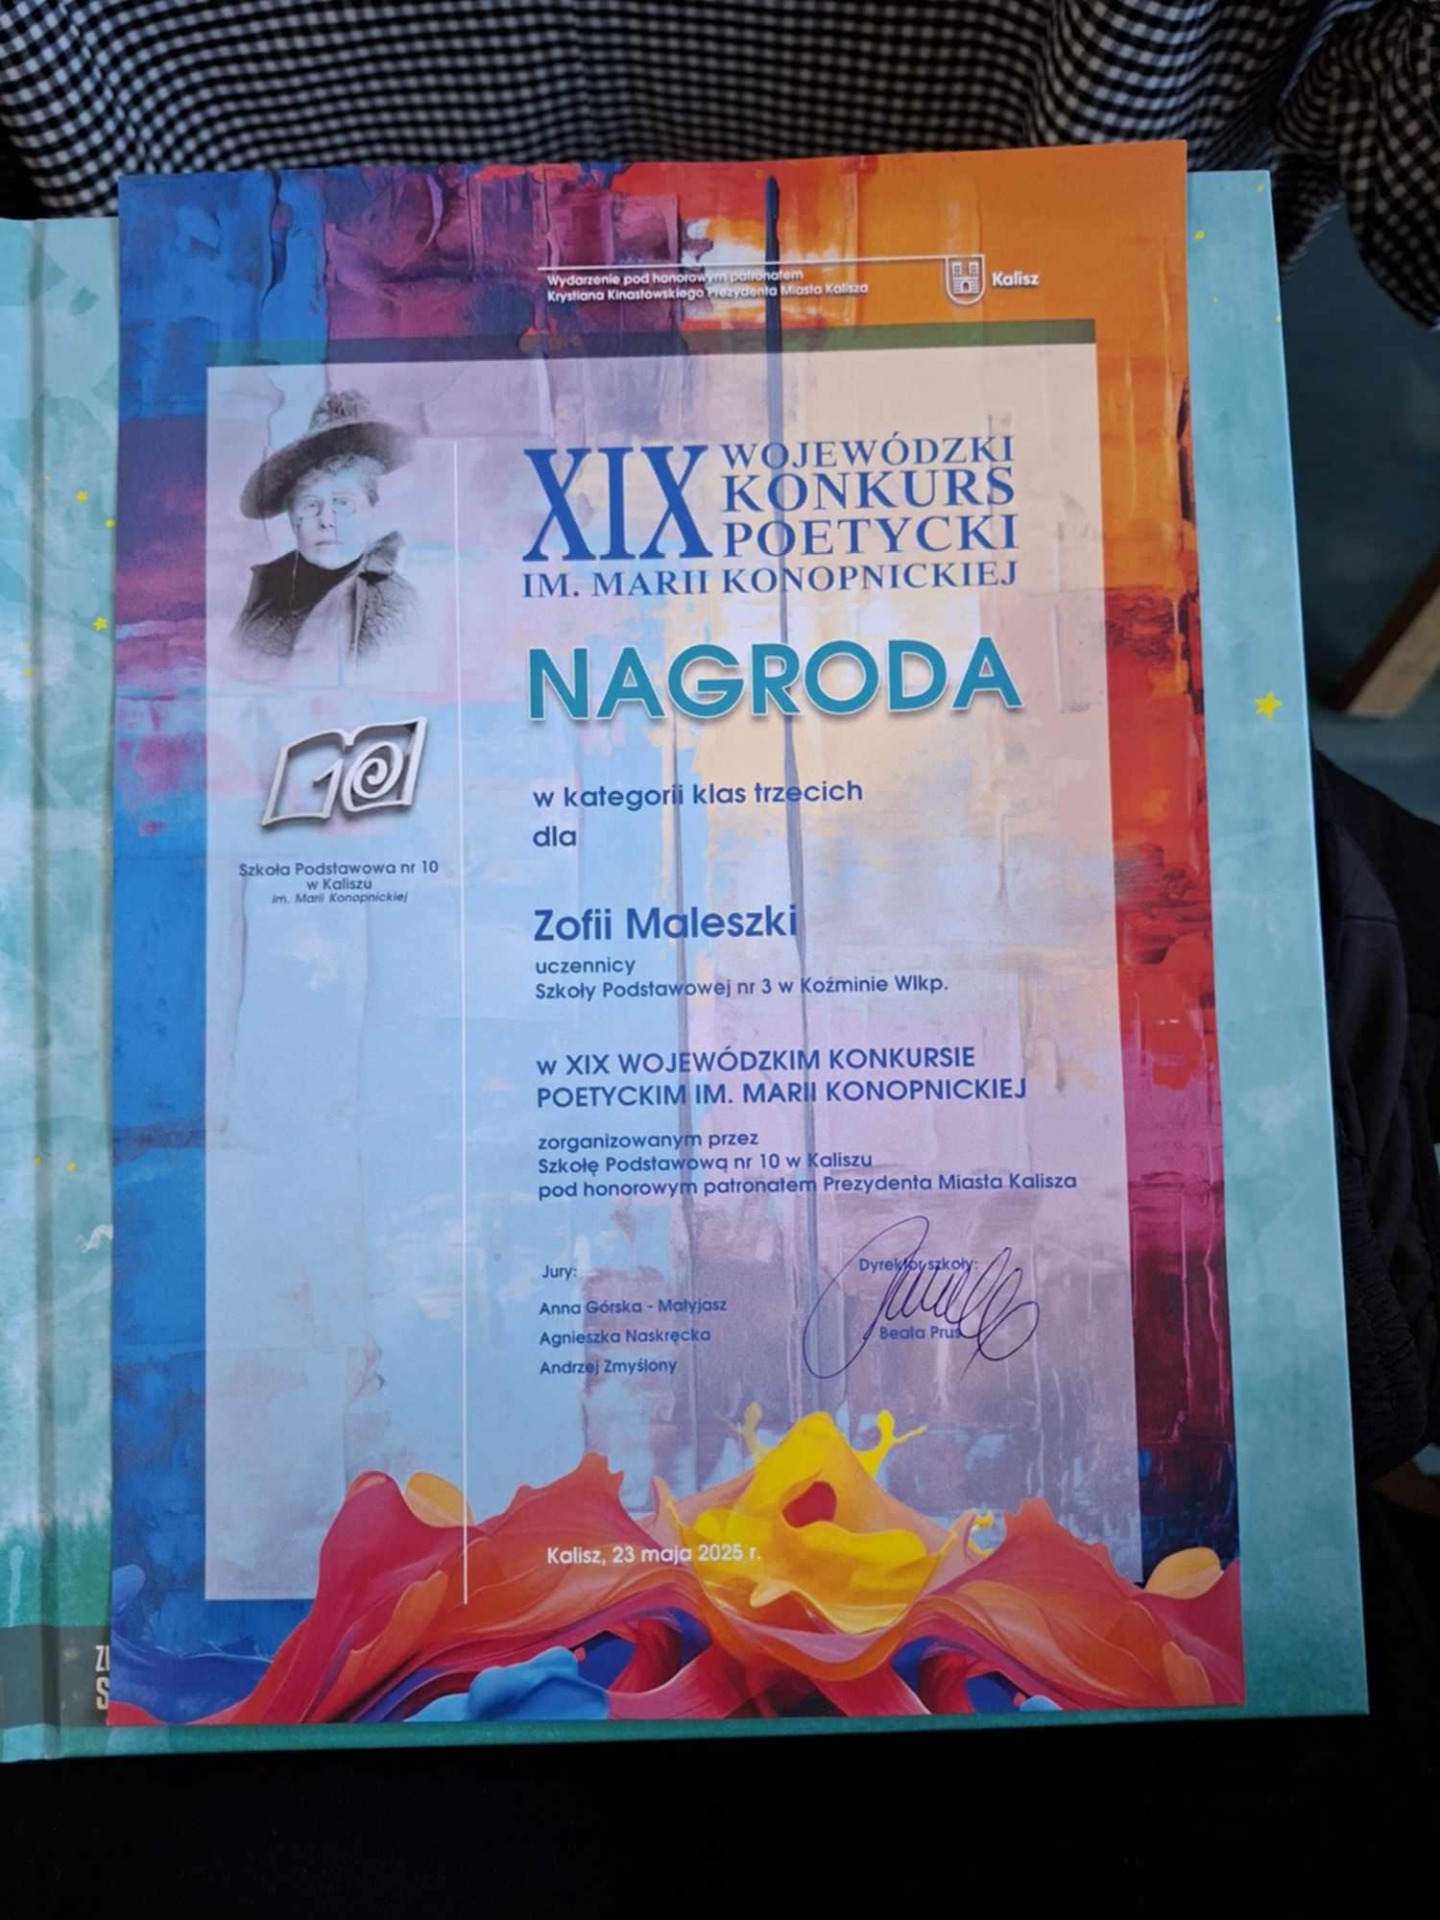 Wydarzenie pod honorowym patronatem
Krystiana Kinastowskiego Prezydenta Miasta Kalisza
Kalisz
XIX WOJEWÓDZKI
KONKURS
POETYCKI
IM. MARII KONOPNICKIEJ
NAGRODA
w kategorii klas trzecich
dla
10
Szkoła Podstawowa nr 10
w Kaliszu
im. Marii Konopnickiej
Zofii Maleszki
uczennicy
Szkoły Podstawowej nr 3 w Koźminie Wlkp.
w XIX WOJEWÓDZKIM KONKURSIE
POETYCKIM IM. MARII KONOPNICKIEJ
zorganizowanym przez
Szkołę Podstawową nr 10 w Kaliszu
pod honorowym patronatem Prezydenta Miasta Kalisza
Jury:
Anna Górska - Matyjasz
Agnieszka Naskręcka
Andrzej Zmyślony
Dyrektor szkoły:
Beata Prus
Kalisz, 23 maja 2025 r.